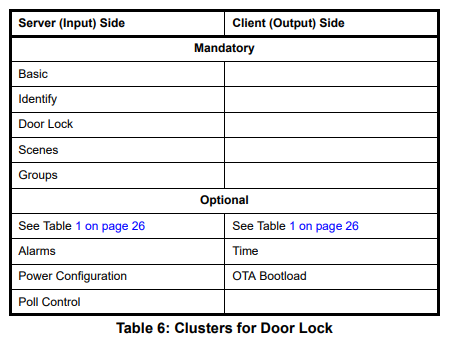 Server (Input) Side Client (Output) Side
Mandatory
Basic
Identify
Door Lock
Scenes
Groups
Optional
See Table 1 on page 26 See Table 1 on page 26
Alarms Time
Power Configuration OTA Bootload
Poll Control
Table 6: Clusters for Door Lock